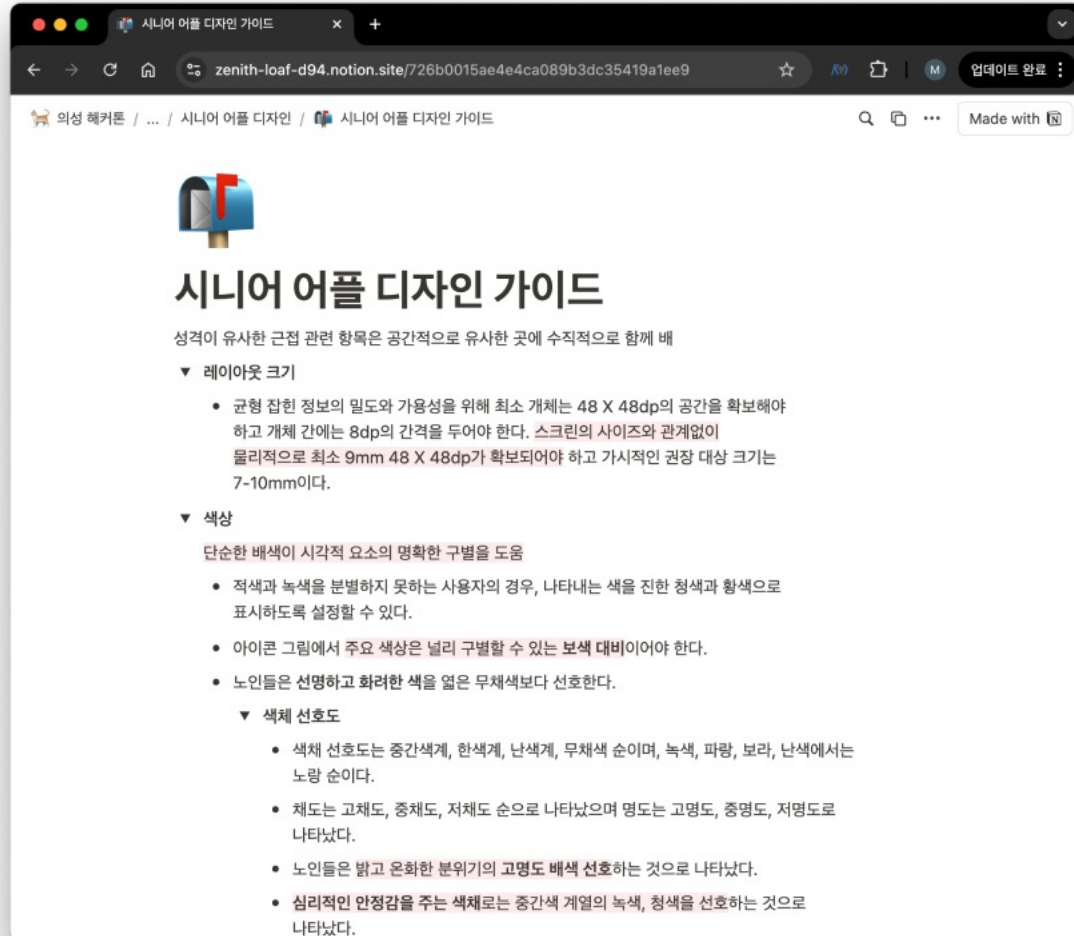 시니어 어플 디자인 가이드
zenith-loaf-d94.notion.site/726b0015ae4e4ca089b3dc35419a1ee9
M
업데이트 완료
의성 해커톤 / ... / 시니어 어플 디자인 / 시니어 어플 디자인 가이드
Made with
시니어 어플 디자인 가이드
성격이 유사한 근접 관련 항목은 공간적으로 유사한 곳에 수직적으로 함께 배
레이아웃 크기
균형 잡힌 정보의 밀도와 가용성을 위해 최소 개체는 48 X 48dp의 공간을 확보해야
하고 개체 간에는 8dp의 간격을 두어야 한다. 스크린의 사이즈와 관계없이
물리적으로 최소 9mm 48 X 48dp가 확보되어야 하고 가시적인 권장 대상 크기는
7-10mm이다.
색상
단순한 배색이 시각적 요소의 명확한 구별을 도움
적색과 녹색을 분별하지 못하는 사용자의 경우, 나타내는 색을 진한 청색과 황색으로
표시하도록 설정할 수 있다.
아이콘 그림에서 주요 색상은 널리 구별할 수 있는 보색 대비이어야 한다.
노인들은 선명하고 화려한 색을 엷은 무채색보다 선호한다.
색체 선호도
색채 선호도는 중간색계, 한색계, 난색계, 무채색 순이며, 녹색, 파랑, 보라, 난색에서는
노랑 순이다.
채도는 고채도, 중채도, 저채도 순으로 나타났으며 명도는 고명도, 중명도, 저명도로
나타났다.
노인들은 밝고 온화한 분위기의 고명도 배색 선호하는 것으로 나타났다.
심리적인 안정감을 주는 색채로는 중간색 계열의 녹색, 청색을 선호하는 것으로
나타났다.